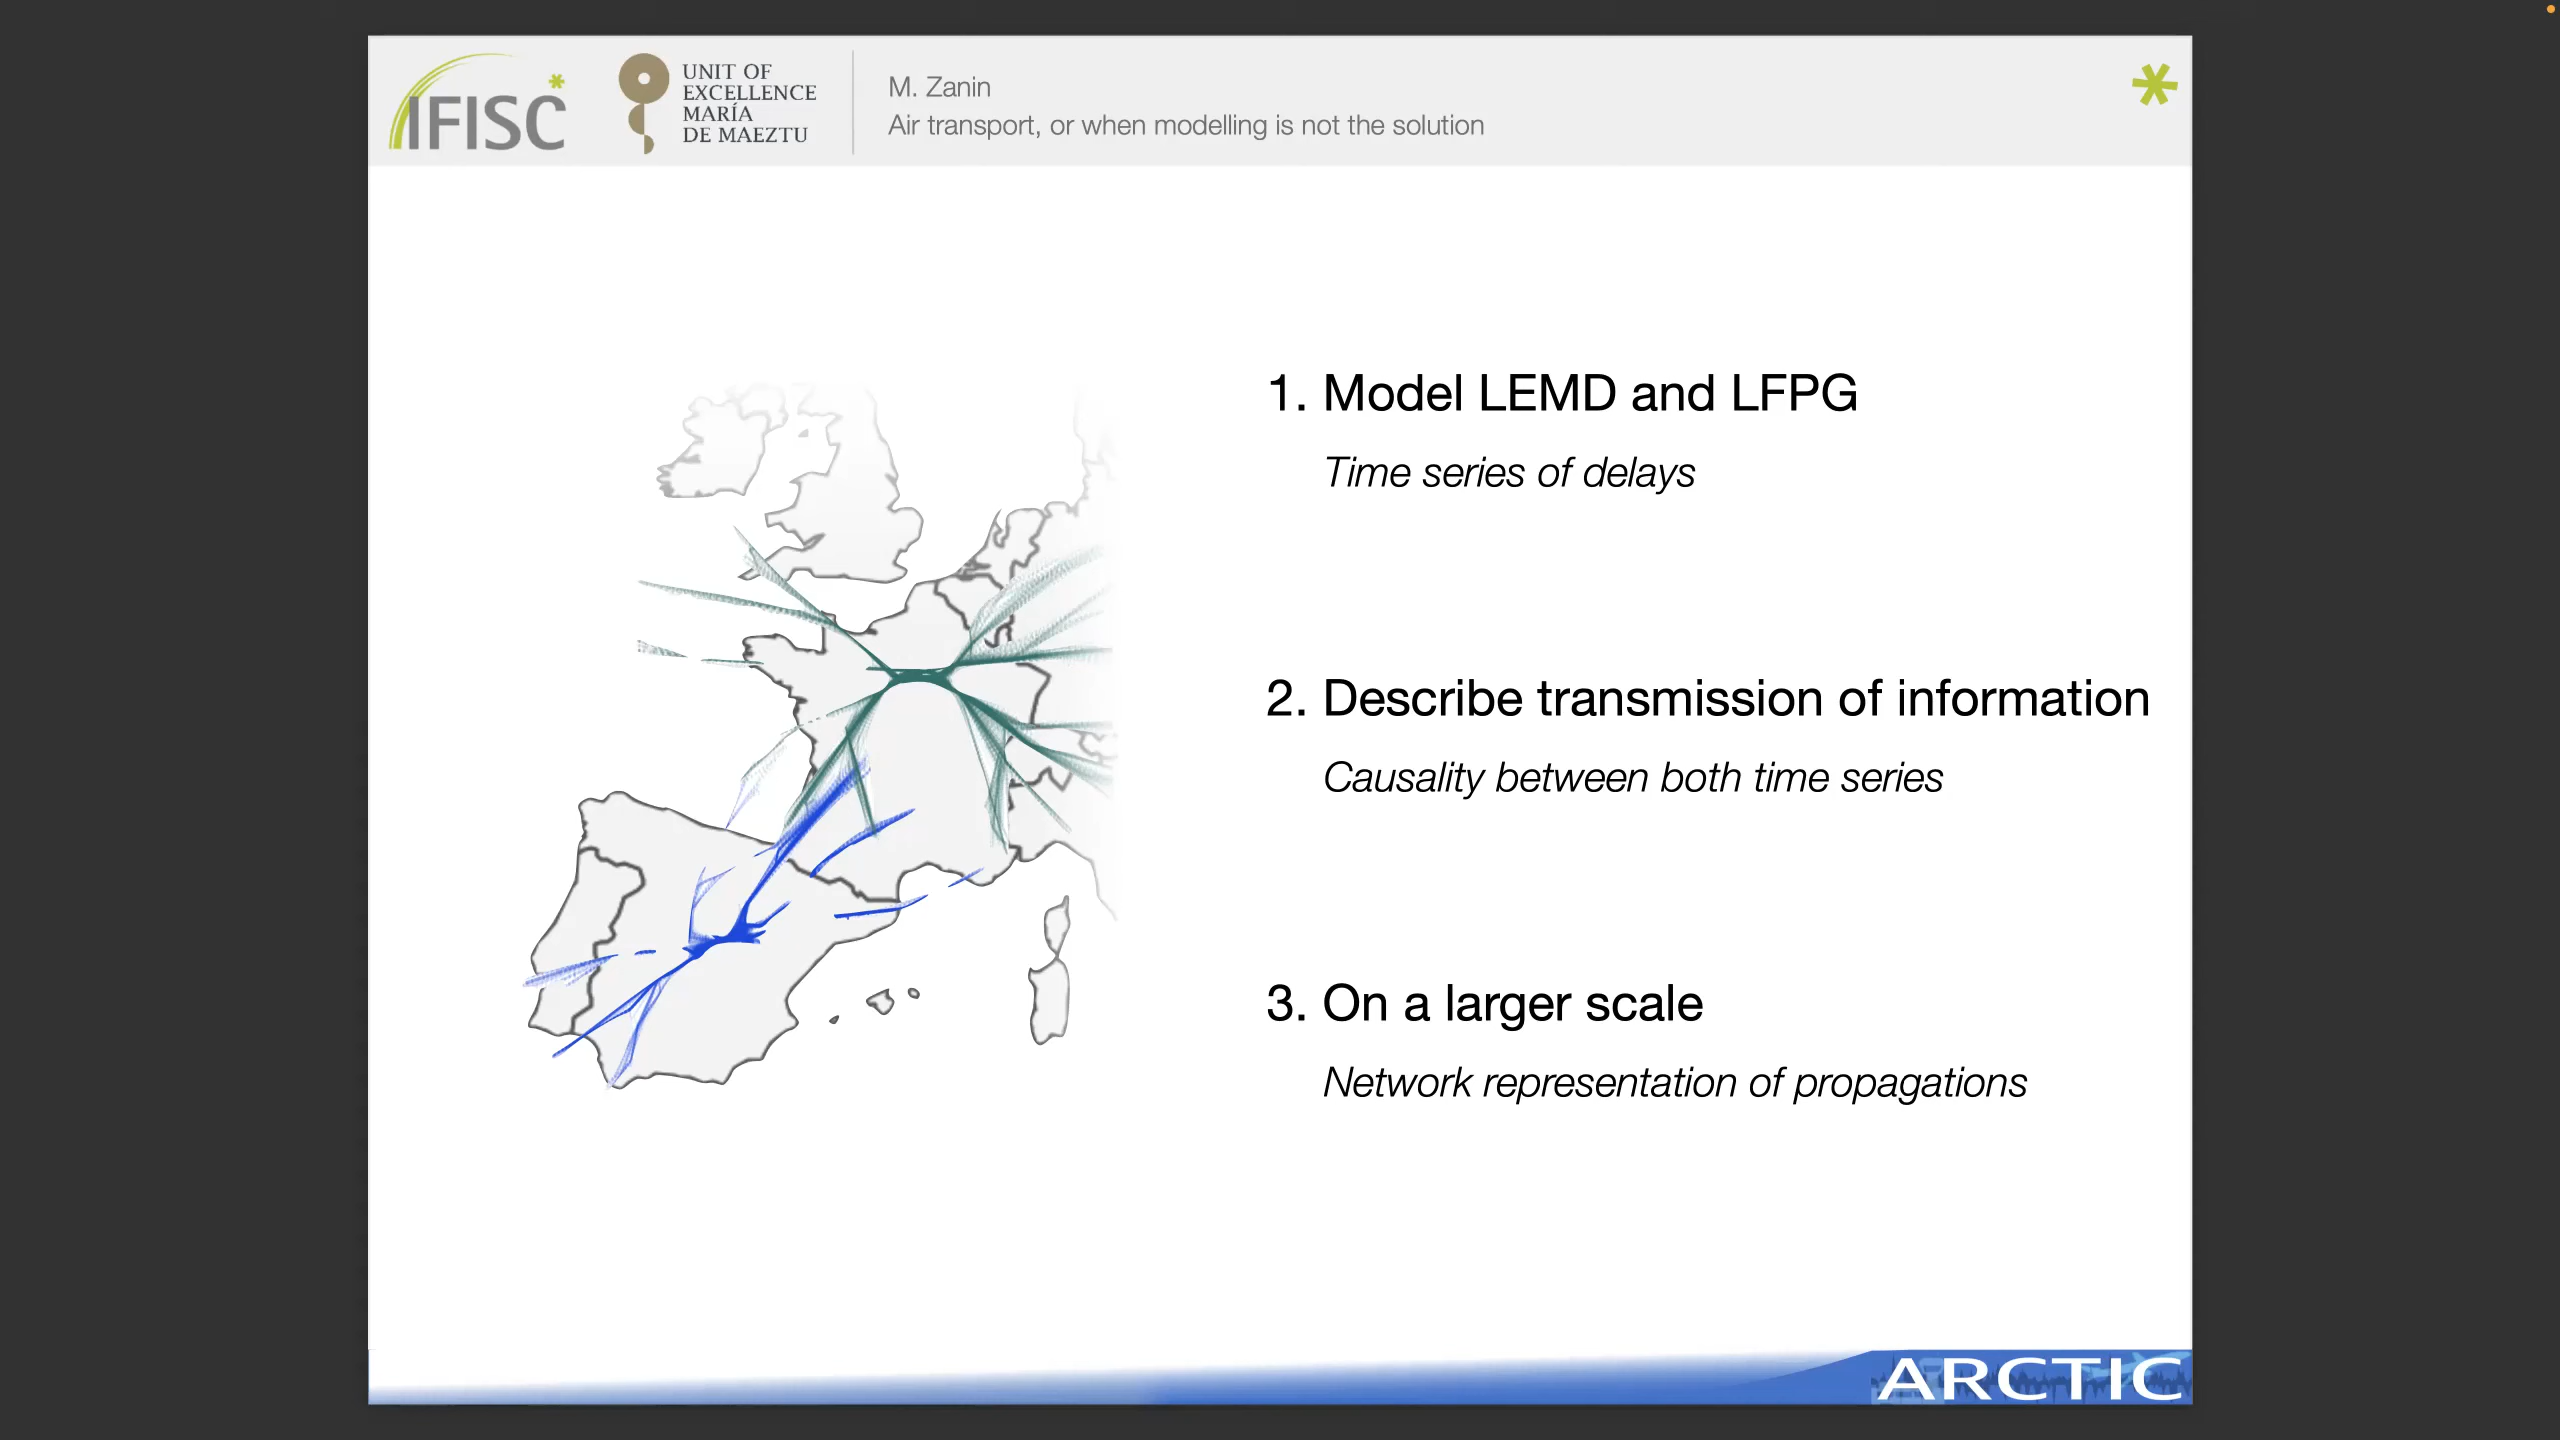 IFISC
UNIT OF
EXCELLENCE
MARÍA
DE MAEZTU
M. Zanin
Air transport, or when modelling is not the solution
1. Model LEMD and LFPG
Time series of delays
2. Describe transmission of information
Causality between both time series
3. On a larger scale
Network representation of propagations
ARCTIC